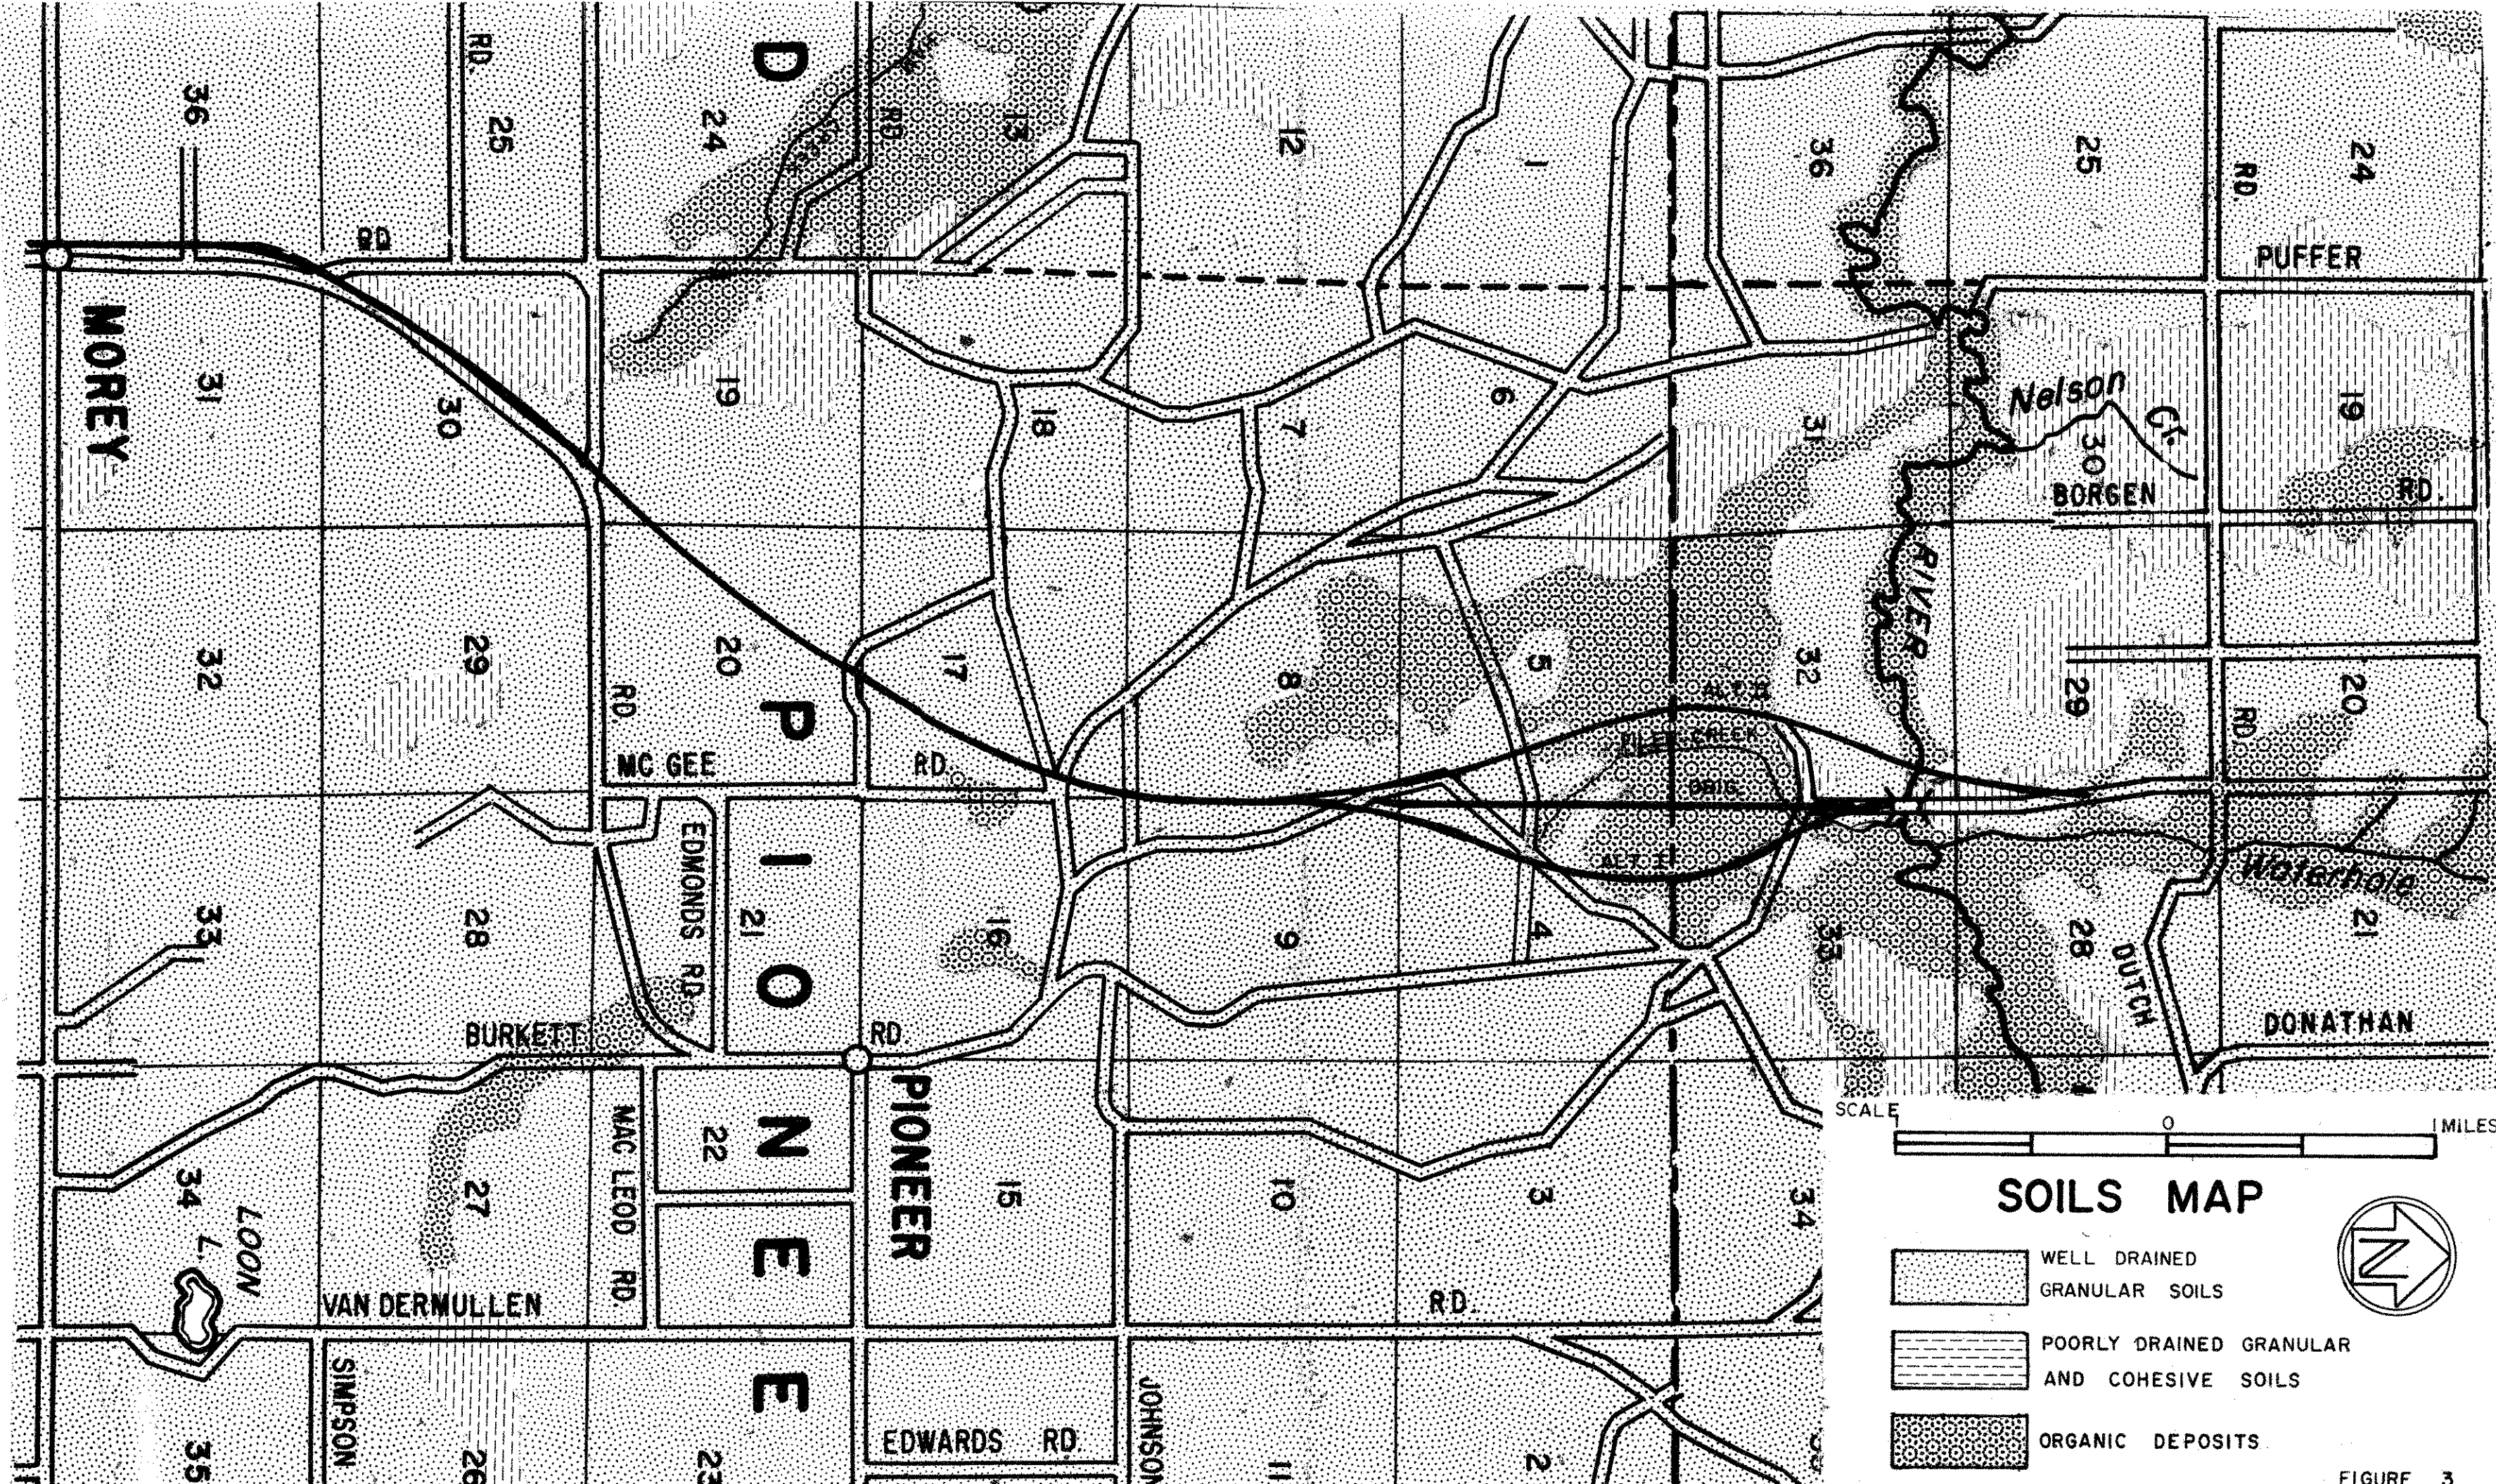 RD.
D
36
25
24
RD
13
12
1
36
25
RD.
24
RD
PUFFER
MOREY
31
30
19
18
7
6
31
Nelson
Cr.
30
19
BORGEN
RD.
RIVER
32
29
20
17
8
5
32
29
20
RD
P
ALT. II
RD.
MC GEE
RD
FILER CREEK
ORIG.
EDMONDS RD.
I
ALT. I
Waterhole
33
28
21
16
9
4
33
28
21
DUTCH
O
BURKETT
RD
DONATHAN
PIONEER
MAC LEOD RD.
N
22
34
LOON
L.
27
15
10
3
34
E
VAN DERMULLEN
RD.
SIMPSON
E
JOHNSON
EDWARDS RD.
35
26
23
11
2
SCALE
1 0 1 MILES
SOILS MAP
N
WELL DRAINED
GRANULAR SOILS
POORLY DRAINED GRANULAR
AND COHESIVE SOILS
ORGANIC DEPOSITS
FIGURE 3